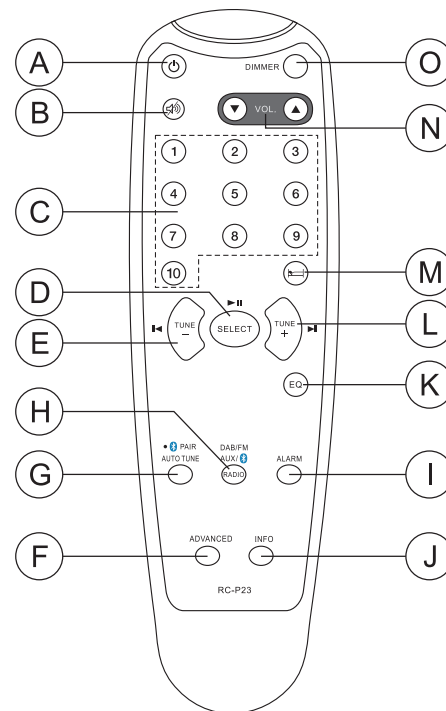 A
DIMMER
O
B
VOL.
N
1 2 3
4 5 6
C
7 8 9
10
M
D
SELECT
TUNE
−
TUNE
+
E
L
EQ
K
H
PAIR
AUTO TUNE
DAB/FM
AUX/
RADIO
ALARM
G
I
ADVANCED
INFO
F
J
RC-P23